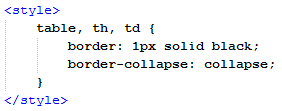 <style>
table, th, td {
border: 1px solid black;
border-collapse: collapse;
}
</style>